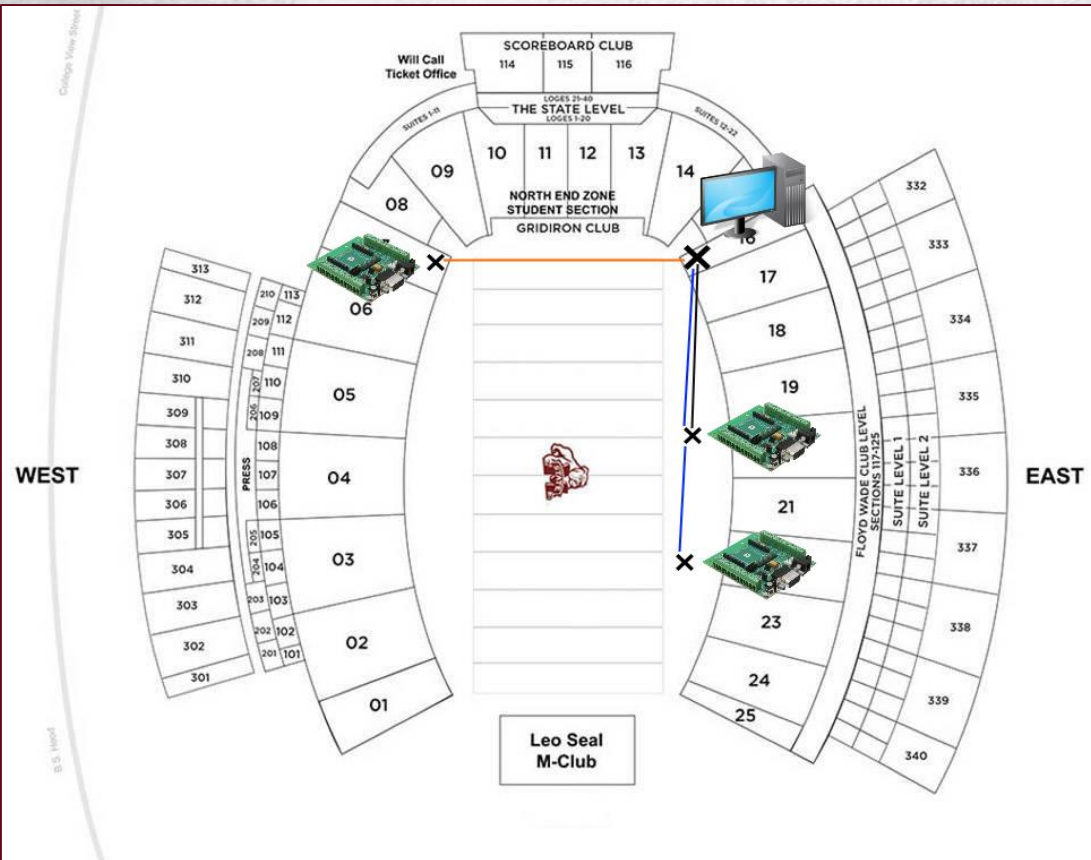 College View Street
B.S. Hood
Will Call
Ticket Office
SCOREBOARD CLUB
114 115 116
LOGES 21-40
THE STATE LEVEL
LOGES 1-20
SUITES 1-11
SUITES 12-22
08 09 10 11 12 13 14
NORTH END ZONE
STUDENT SECTION
GRIDIRON CLUB
16
17
18
19
21
23
24
25
06
05
04
03
02
01
WEST
313
312
311
310
309
308
307
306
305
304
303
302
301
PRESS
210
209
208
207
206
205
204
203
202
201
113
112
111
110
109
108
107
106
105
104
103
102
101
FLOYD WADE CLUB LEVEL
SECTIONS 117-125
SUITE LEVEL 1
SUITE LEVEL 2
332
333
334
335
336
337
338
339
340
EAST
Leo Seal
M-Club